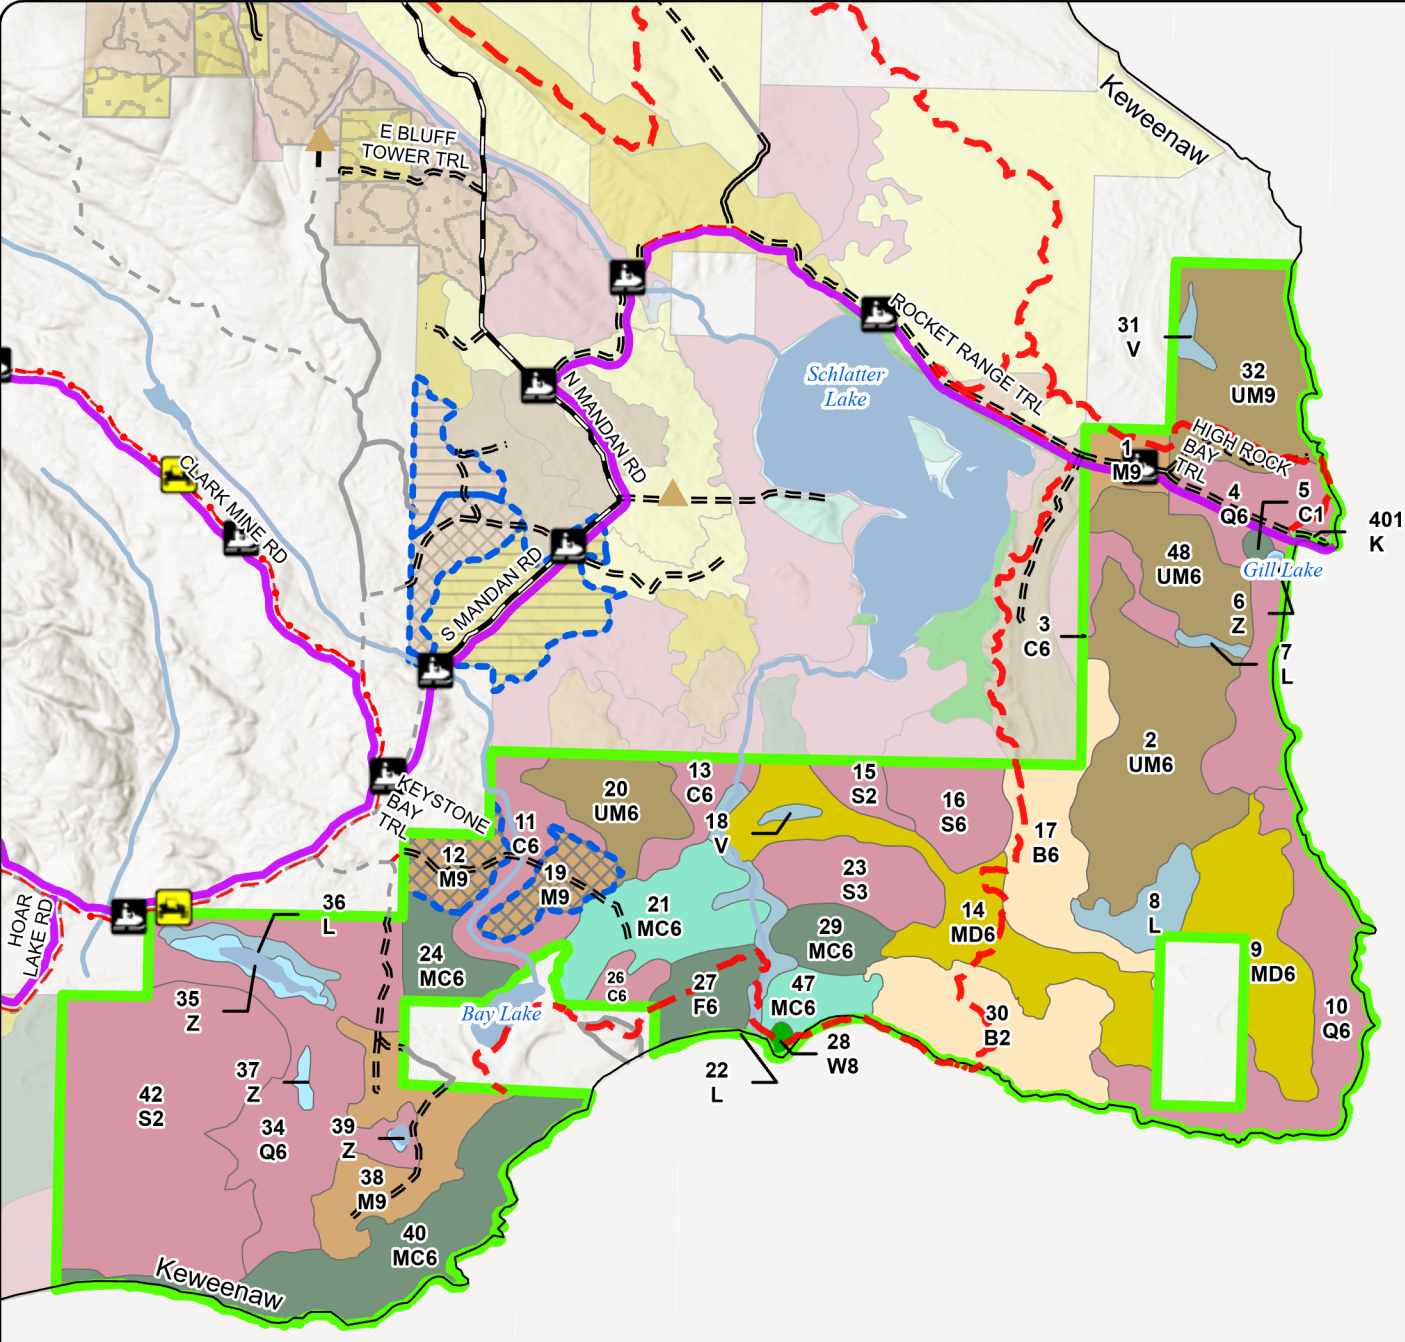 Keweenaw
E BLUFF
TOWER TRL
ROCKET RANGE TRL
31
V
Schlatter
Lake
32
UM9
N MANDAN RD
HIGH ROCK
BAY
TRL
1
M9
4
Q6
5
C1
401
K
CLARK MINE RD
48
UM6
Gill Lake
S MANDAN RD
6
Z
3
C6
7
L
2
UM6
KEYSTONE
BAY
TRL
20
UM6
13
C6
15
S2
16
S6
18
V
11
C6
17
B6
12
M9
19
M9
23
S3
HOAR
LAKE RD
36
L
21
MC6
14
MD6
8
L
29
MC6
24
MC6
9
MD6
26
C6
27
F6
47
MC6
35
Z
Bay Lake
30
B2
10
Q6
28
W8
37
Z
22
L
42
S2
34
Q6
39
Z
38
M9
40
MC6
Keweenaw